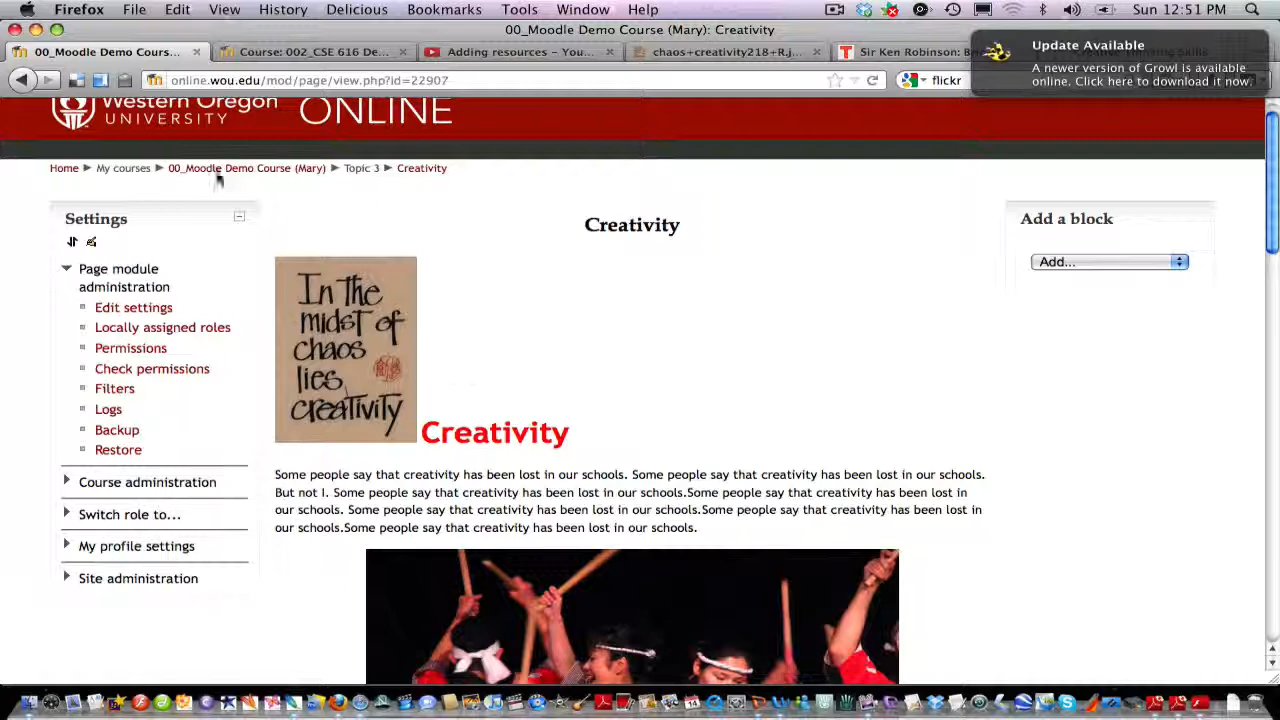 Firefox File Edit View History Delicious Bookmarks Tools Window Help Sun 12:51 PM
00_Moodle Demo Course (Mary): Creativity
00_Moodle Demo Cours... Course: 002_CSE 616 De... Adding resources – You... chaos+creativity218+R.j... Sir Ken Robinson: Bri
Update Available
A newer version of Growl is available
online. Click here to download it now.
online.wou.edu/mod/page/view.php?id=22907 flickr
Western Oregon
UNIVERSITY ONLINE
Home My courses 00_Moodle Demo Course (Mary) Topic 3 Creativity
Settings
Page module
administration
Edit settings
Locally assigned roles
Permissions
Check permissions
Filters
Logs
Backup
Restore
Course administration
Switch role to...
My profile settings
Site administration
Creativity
In the
midst of
chaos
lies
creativity
Creativity
Some people say that creativity has been lost in our schools. Some people say that creativity has been lost in our schools.
But not I. Some people say that creativity has been lost in our schools.Some people say that creativity has been lost in
our schools. Some people say that creativity has been lost in our schools.Some people say that creativity has been lost in
our schools.Some people say that creativity has been lost in our schools.
Add a block
Add...